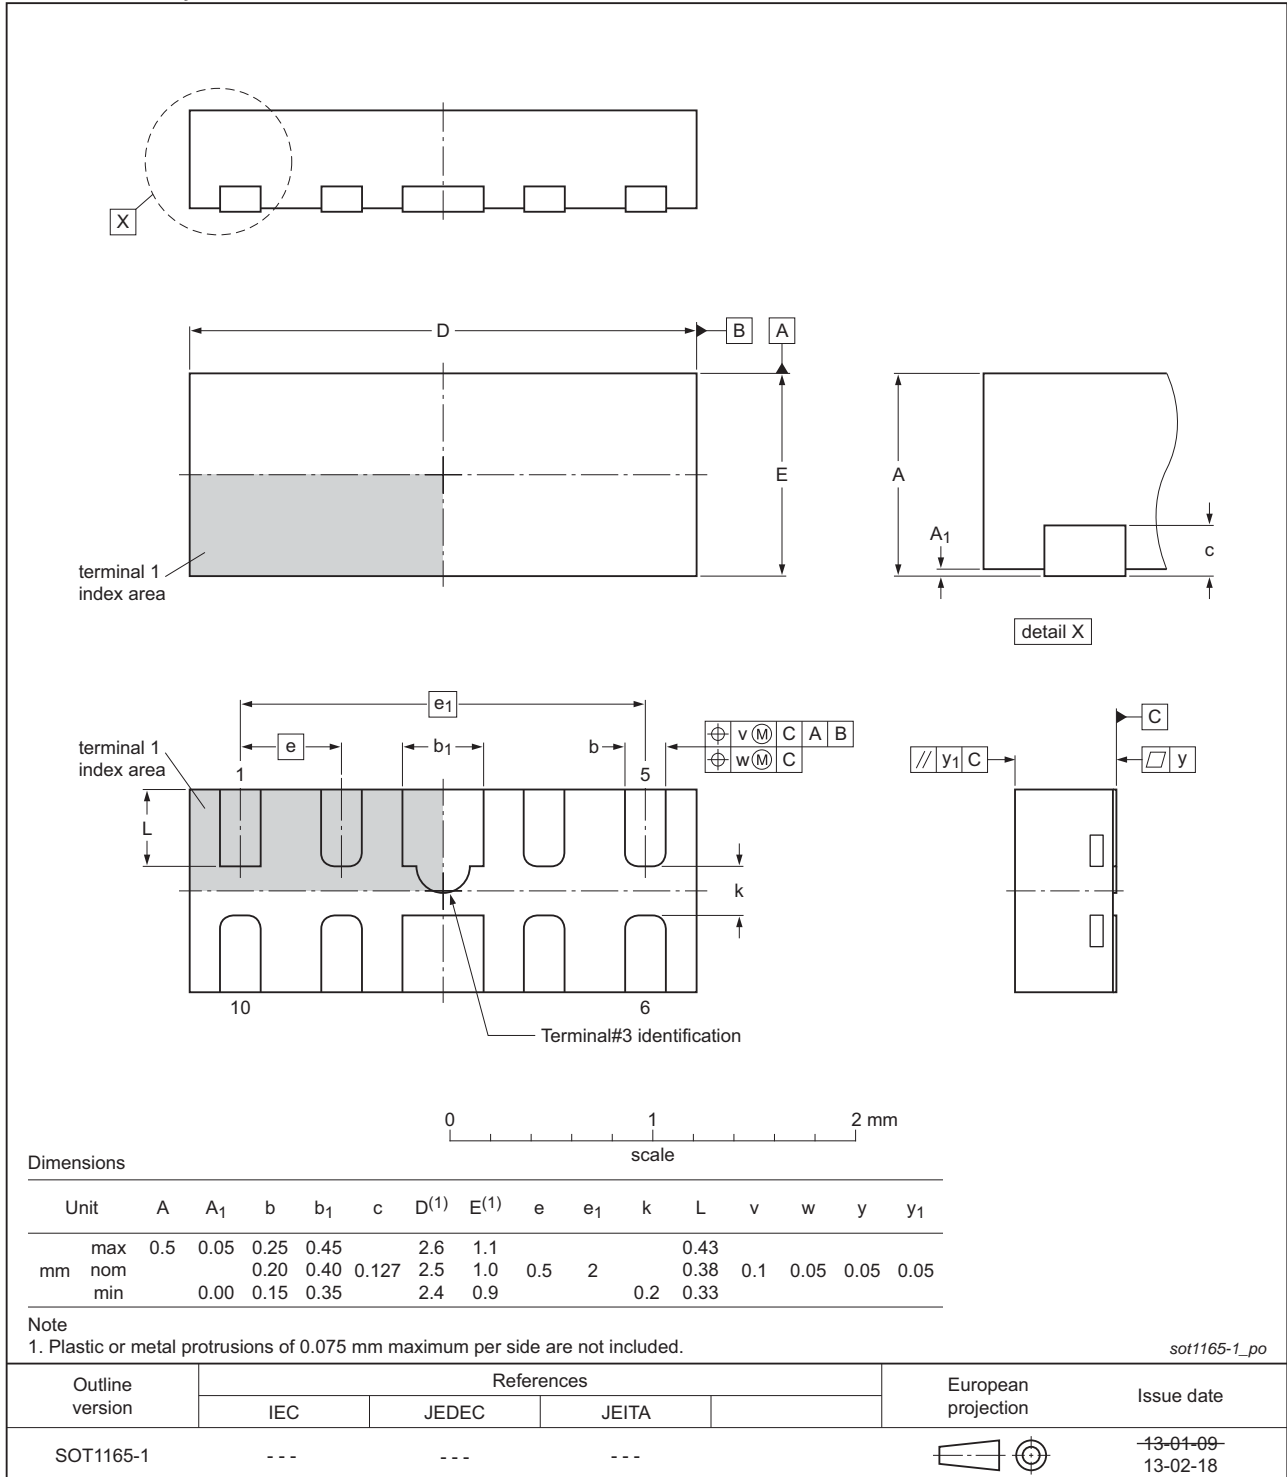 X
D
B
A
E
terminal 1
index area
A
A1
c
detail X
e1
e
b1
b
v Ⓜ C A B
w Ⓜ C
terminal 1
index area
1
5
L
k
10
6
Terminal#3 identification
C
// y1 C
y
0 1 2 mm
scale
Dimensions
Unit A A1 b b1 c D(1) E(1) e e1 k L v w y y1
max 0.5 0.05 0.25 0.45 2.6 1.1 0.43
mm nom 0.20 0.40 0.127 2.5 1.0 0.5 2 0.38 0.1 0.05 0.05 0.05
min 0.00 0.15 0.35 2.4 0.9 0.2 0.33
Note
1. Plastic or metal protrusions of 0.075 mm maximum per side are not included.
sot1165-1_po
Outline
version
References
IEC JEDEC JEITA
European
projection
Issue date
SOT1165-1 - - - - - - - - -
13-01-09
13-02-18